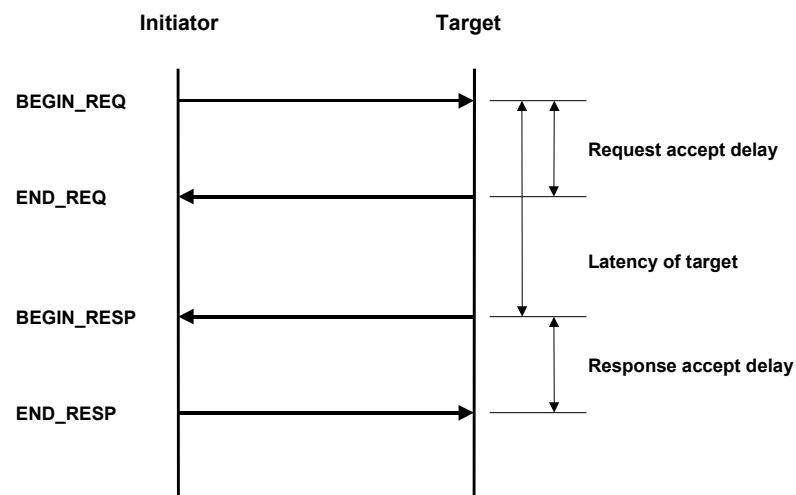 Initiator
Target
BEGIN_REQ
Request accept delay
END_REQ
Latency of target
BEGIN_RESP
Response accept delay
END_RESP